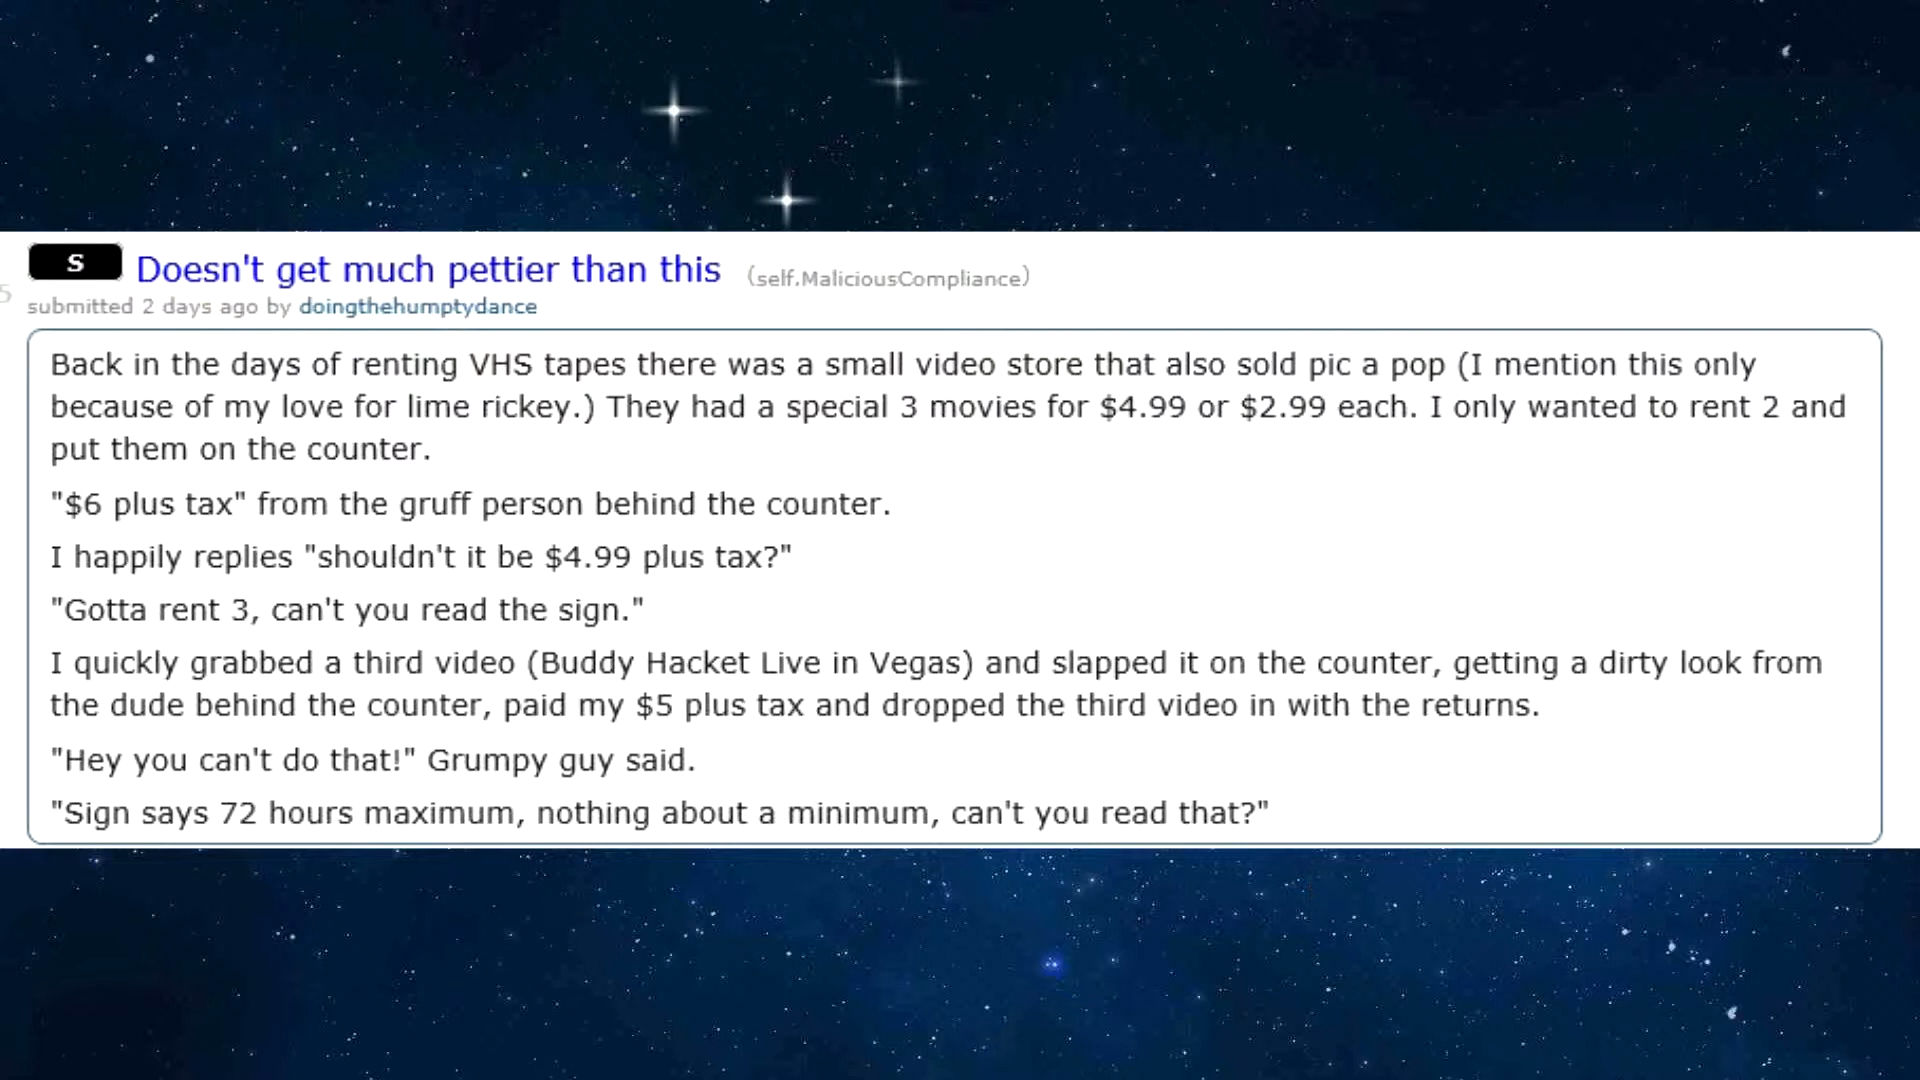 S Doesn't get much pettier than this (self.MaliciousCompliance)
5
submitted 2 days ago by doingthehumptydance
Back in the days of renting VHS tapes there was a small video store that also sold pic a pop (I mention this only
because of my love for lime rickey.) They had a special 3 movies for $4.99 or $2.99 each. I only wanted to rent 2 and
put them on the counter.
"$6 plus tax" from the gruff person behind the counter.
I happily replies "shouldn't it be $4.99 plus tax?"
"Gotta rent 3, can't you read the sign."
I quickly grabbed a third video (Buddy Hacket Live in Vegas) and slapped it on the counter, getting a dirty look from
the dude behind the counter, paid my $5 plus tax and dropped the third video in with the returns.
"Hey you can't do that!" Grumpy guy said.
"Sign says 72 hours maximum, nothing about a minimum, can't you read that?"